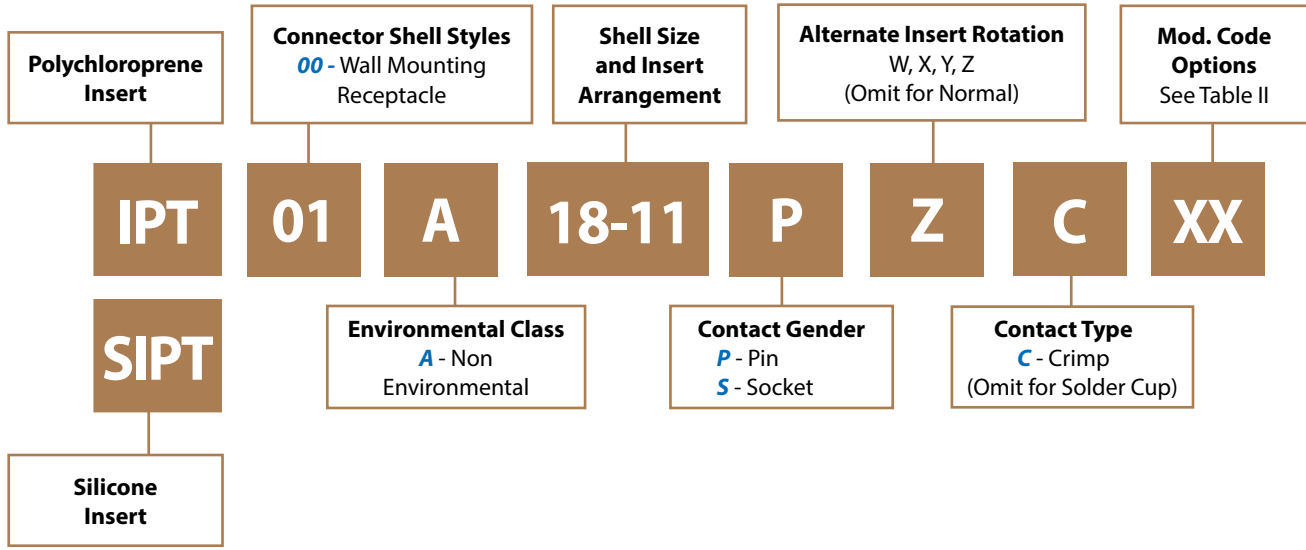 Polychloroprene
Insert
Connector Shell Styles
00 - Wall Mounting
Receptacle
Shell Size
and Insert
Arrangement
Alternate Insert Rotation
W, X, Y, Z
(Omit for Normal)
Mod. Code
Options
See Table II
IPT 01 A 18-11 P Z C XX
SIPT
Environmental Class
A - Non
Environmental
Contact Gender
P - Pin
S - Socket
Contact Type
C - Crimp
(Omit for Solder Cup)
Silicone
Insert